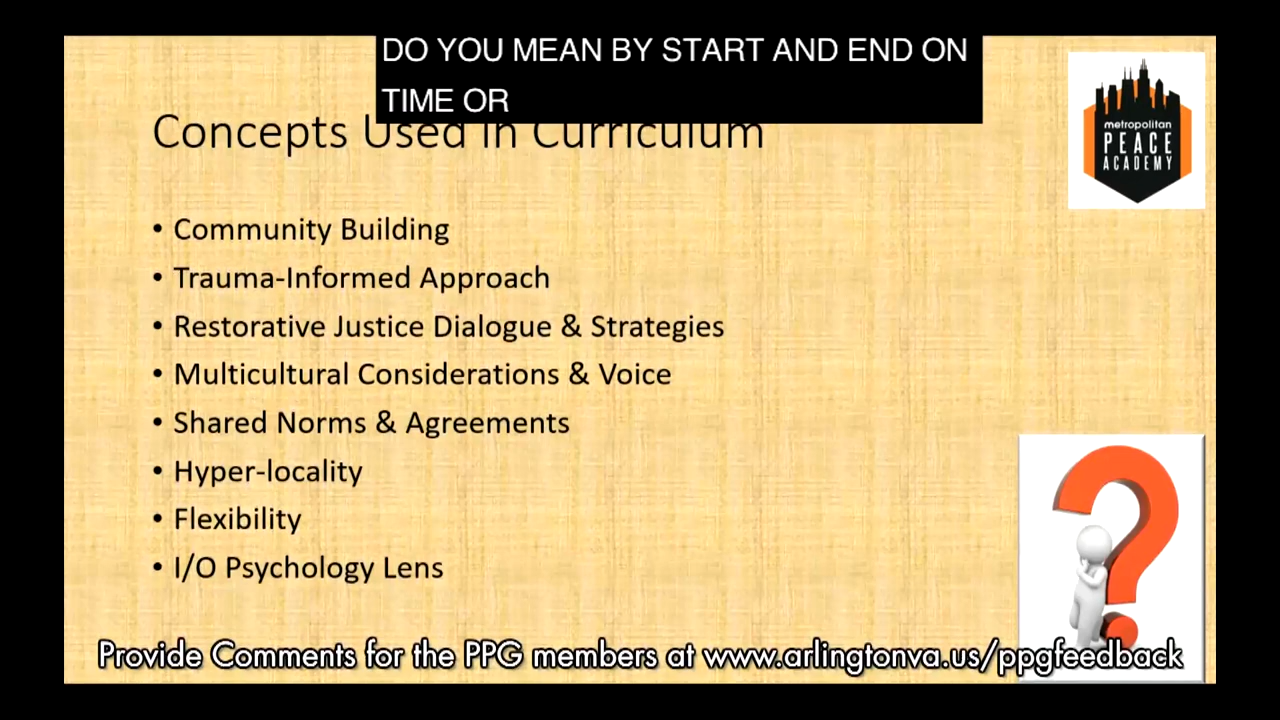 DO YOU MEAN BY START AND END ON
TIME OR
Concepts Used in Curriculum
metropolitan
PEACE
ACADEMY
• Community Building
• Trauma-Informed Approach
• Restorative Justice Dialogue & Strategies
• Multicultural Considerations & Voice
• Shared Norms & Agreements
• Hyper-locality
• Flexibility
• I/O Psychology Lens
Provide Comments for the PPG members at www.arlingtonva.us/ppgfeedback